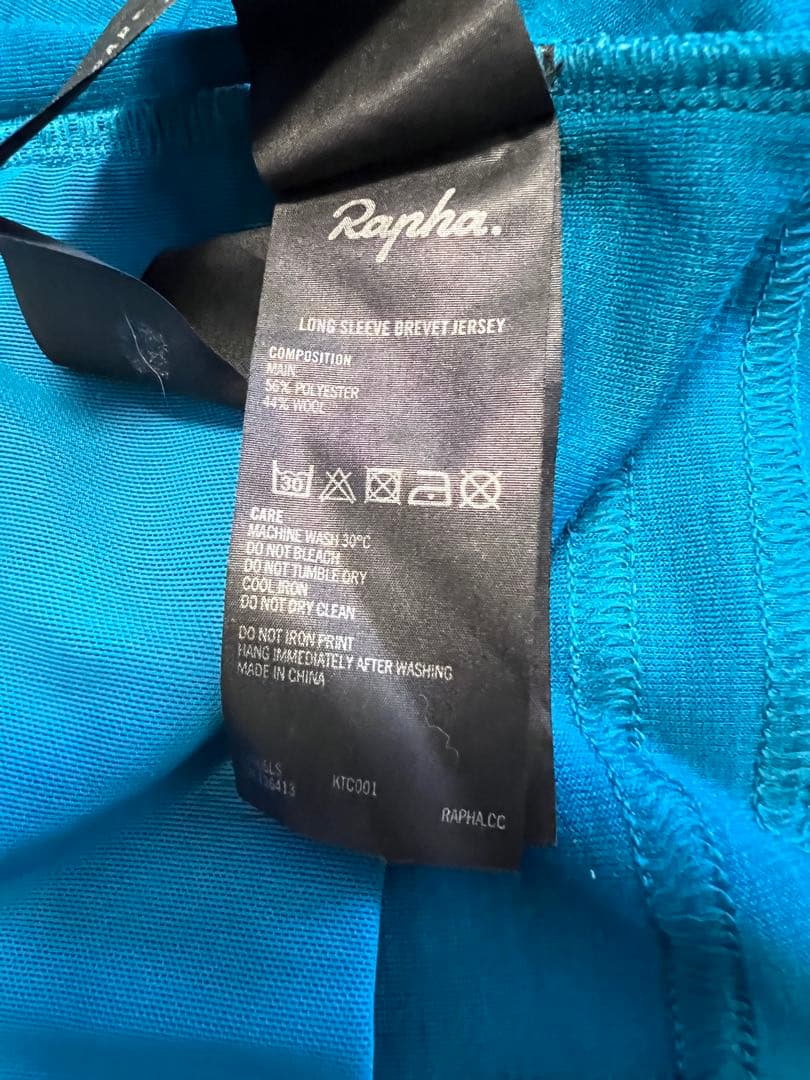 Rapha.
LONG SLEEVE BREVET JERSEY
COMPOSITION
MAIN:
56% POLYESTER
44% WOOL
30
CARE
MACHINE WASH 30°C
DO NOT BLEACH
DO NOT TUMBLE DRY
COOL IRON
DO NOT DRY CLEAN
DO NOT IRON PRINT
HANG IMMEDIATELY AFTER WASHING
MADE IN CHINA
KTC001
RAPHA.CC